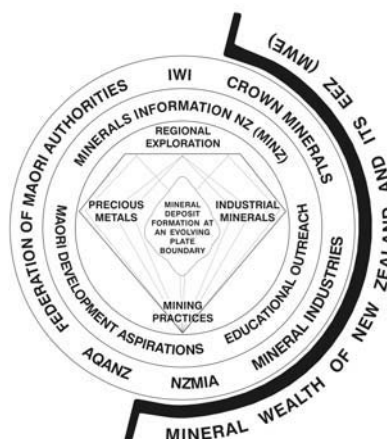 MINERAL WEALTH OF NEW ZEALAND AND ITS EEZ (MWE)
IWI
CROWN MINERALS
MINERAL INDUSTRIES
NZMIA
AQANZ
FEDERATION OF MAORI AUTHORITIES
MINERALS INFORMATION NZ (MINZ)
EDUCATIONAL OUTREACH
MAORI DEVELOPMENT ASPIRATIONS
REGIONAL
EXPLORATION
PRECIOUS
METALS
MINERAL
DEPOSIT
FORMATION AT
AN EVOLVING
PLATE
BOUNDARY
INDUSTRIAL
MINERALS
MINING
PRACTICES